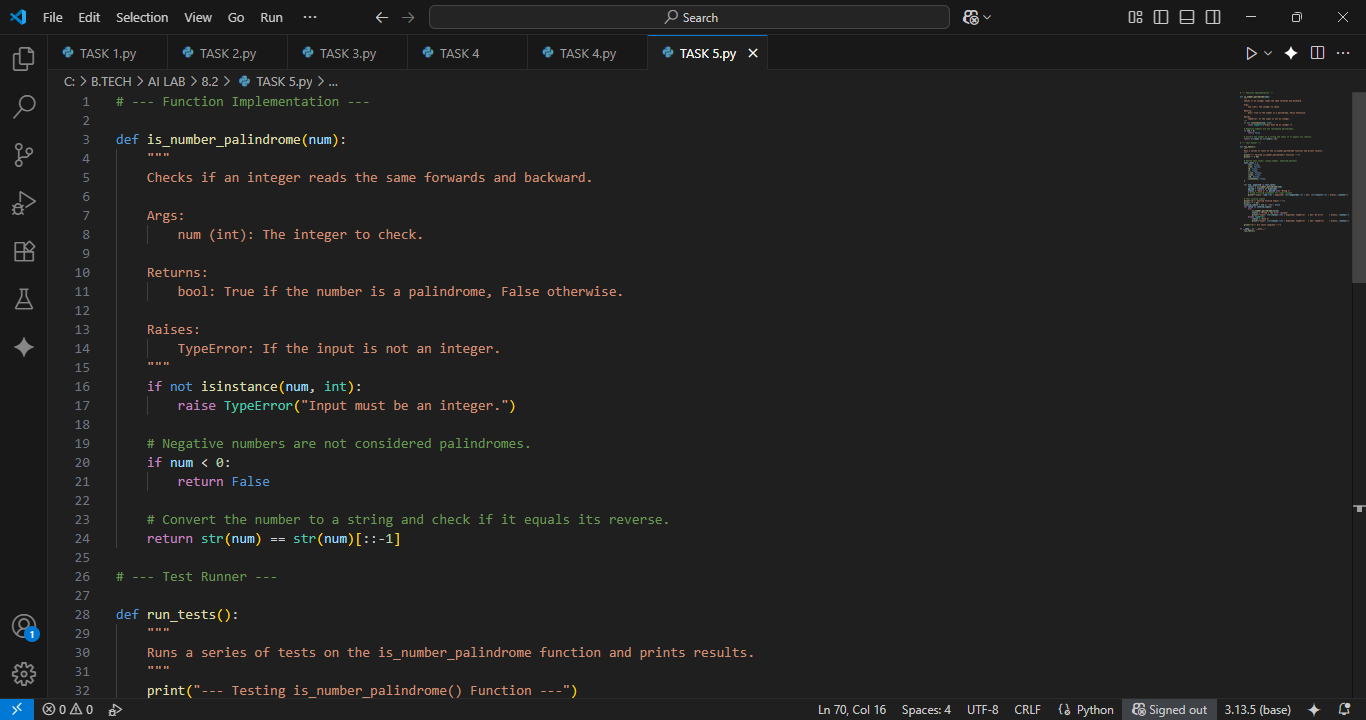 File Edit Selection View Go Run ··· Search
TASK 1.py TASK 2.py TASK 3.py TASK 4 TASK 4.py TASK 5.py
C: > B.TECH > AI LAB > 8.2 > TASK 5.py > ...
1 # --- Function Implementation ---
2
3 def is_number_palindrome(num):
4 """
5 Checks if an integer reads the same forwards and backward.
6
7 Args:
8 num (int): The integer to check.
9
10 Returns:
11 bool: True if the number is a palindrome, False otherwise.
12
13 Raises:
14 TypeError: If the input is not an integer.
15 """
16 if not isinstance(num, int):
17 raise TypeError("Input must be an integer.")
18
19 # Negative numbers are not considered palindromes.
20 if num < 0:
21 return False
22
23 # Convert the number to a string and check if it equals its reverse.
24 return str(num) == str(num)[::-1]
25
26 # --- Test Runner ---
27
28 def run_tests():
29 """
30 Runs a series of tests on the is_number_palindrome function and prints results.
31 """
32 print("--- Testing is_number_palindrome() Function ---")
1
0 0 Ln 70, Col 16 Spaces: 4 UTF-8 CRLF {} Python Signed out 3.13.5 (base)